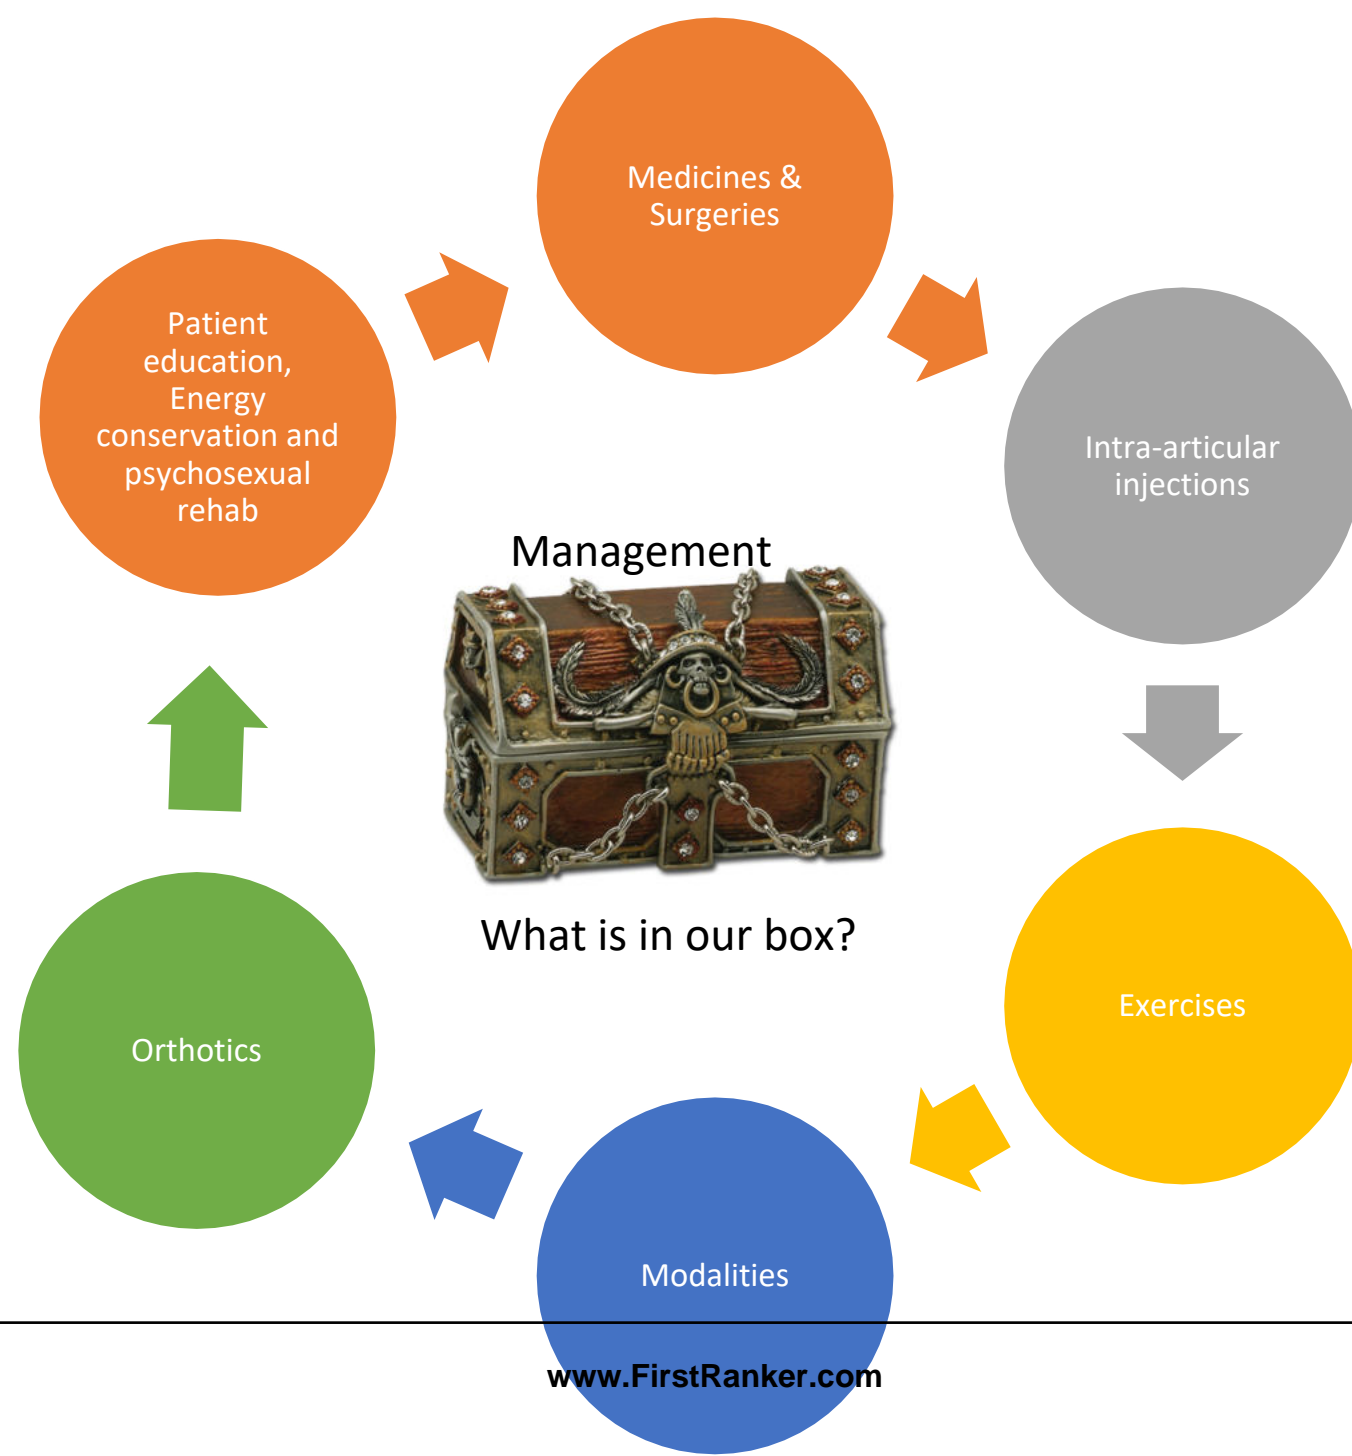 Medicines &
Surgeries
Patient
education,
Energy
conservation and
psychosexual
rehab
Intra-articular
injections
Management
What is in our box?
Exercises
Orthotics
Modalities
www.FirstRanker.com